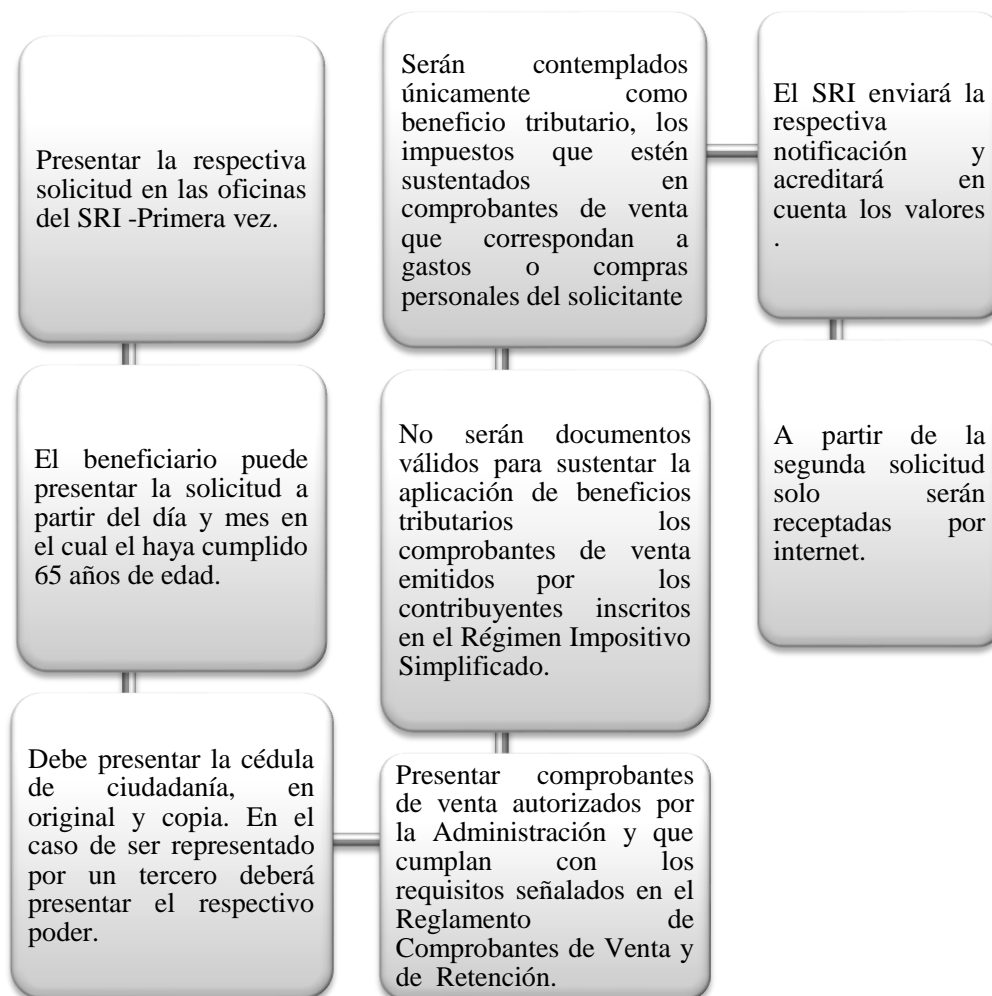 Presentar la respectiva
solicitud en las oficinas
del SRI -Primera vez.
El beneficiario puede
presentar la solicitud a
partir del día y mes en
el cual el haya cumplido
65 años de edad.
Debe presentar la cédula
de ciudadanía, en
original y copia. En el
caso de ser representado
por un tercero deberá
presentar el respectivo
poder.
Presentar comprobantes
de venta autorizados por
la Administración y que
cumplan con los
requisitos señalados en el
Reglamento de
Comprobantes de Venta y
de Retención.
No serán documentos
válidos para sustentar la
aplicación de beneficios
tributarios los
comprobantes de venta
emitidos por los
contribuyentes inscritos
en el Régimen Impositivo
Simplificado.
Serán contemplados
únicamente como
beneficio tributario, los
impuestos que estén
sustentados en
comprobantes de venta
que correspondan a
gastos o compras
personales del solicitante
El SRI enviará la
respectiva
notificación y
acreditará en
cuenta los valores
.
A partir de la
segunda solicitud
solo serán
receptadas por
internet.